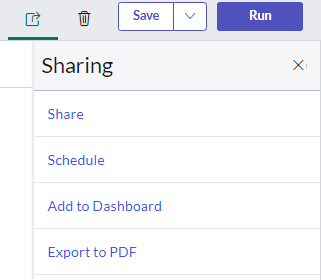 Save
Run
Sharing
Share
Schedule
Add to Dashboard
Export to PDF